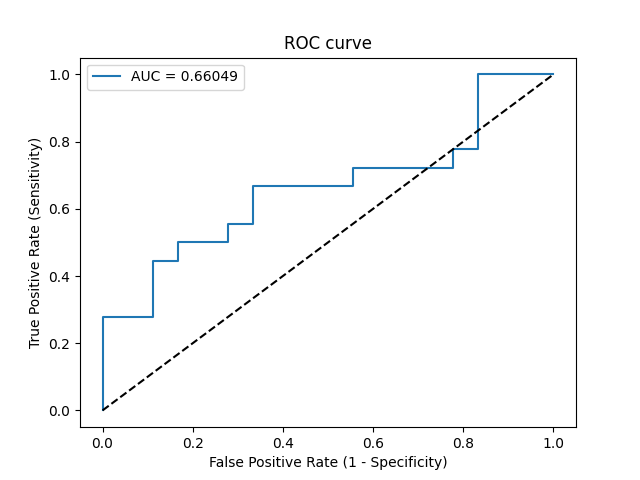 ROC curve
AUC = 0.66049
True Positive Rate (Sensitivity)
1.0
0.8
0.6
0.4
0.2
0.0
0.0 0.2 0.4 0.6 0.8 1.0
False Positive Rate (1 - Specificity)